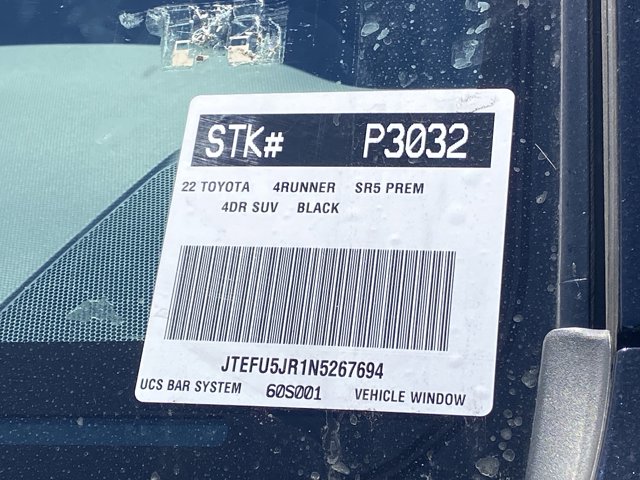 STK# P3032
22 TOYOTA 4RUNNER SR5 PREM
4DR SUV BLACK
JTEFU5JR1N5267694
UCS BAR SYSTEM 60S001 VEHICLE WINDOW